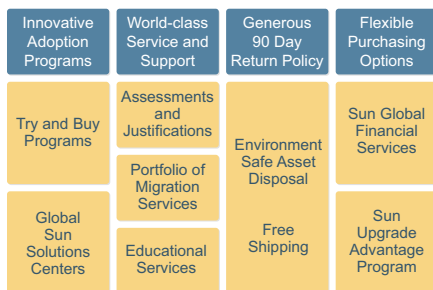 Innovative
Adoption
Programs
World-class
Service and
Support
Generous
90 Day
Return Policy
Flexible
Purchasing
Options
Try and Buy
Programs
Global
Sun
Solutions
Centers
Assessments
and
Justifications
Portfolio of
Migration
Services
Educational
Services
Environment
Safe Asset
Disposal
Free
Shipping
Sun Global
Financial
Services
Sun
Upgrade
Advantage
Program